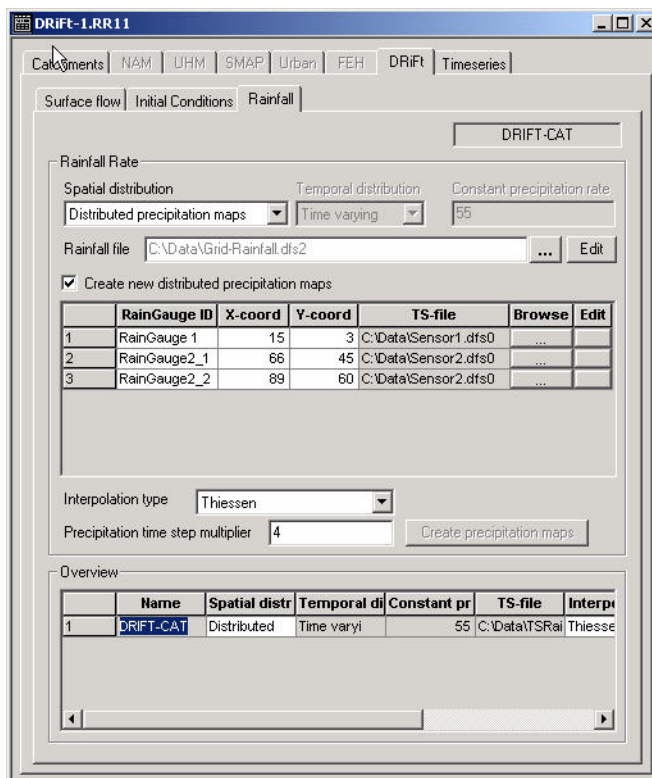 DRiFt-1.RR11
Catchments NAM UHM SMAP Urban FEH DRiFt Timeseries
Surface flow Initial Conditions Rainfall
DRIFT-CAT
Rainfall Rate
Spatial distribution Temporal distribution Constant precipitation rate
Distributed precipitation maps Time varying 55
Rainfall file C:\Data\Grid-Rainfall.dfs2 ... Edit
Create new distributed precipitation maps
RainGauge ID X-coord Y-coord TS-file Browse Edit
1 RainGauge 1 15 3 C:\Data\Sensor1.dfs0 ...
2 RainGauge2_1 66 45 C:\Data\Sensor2.dfs0 ...
3 RainGauge2_2 89 60 C:\Data\Sensor2.dfs0 ...
Interpolation type Thiessen
Precipitation time step multiplier 4 Create precipitation maps
Overview
Name Spatial distr Temporal di Constant pr TS-file Interpo
1 DRIFT-CAT Distributed Time varyi 55 C:\Data\TSRai Thiesse